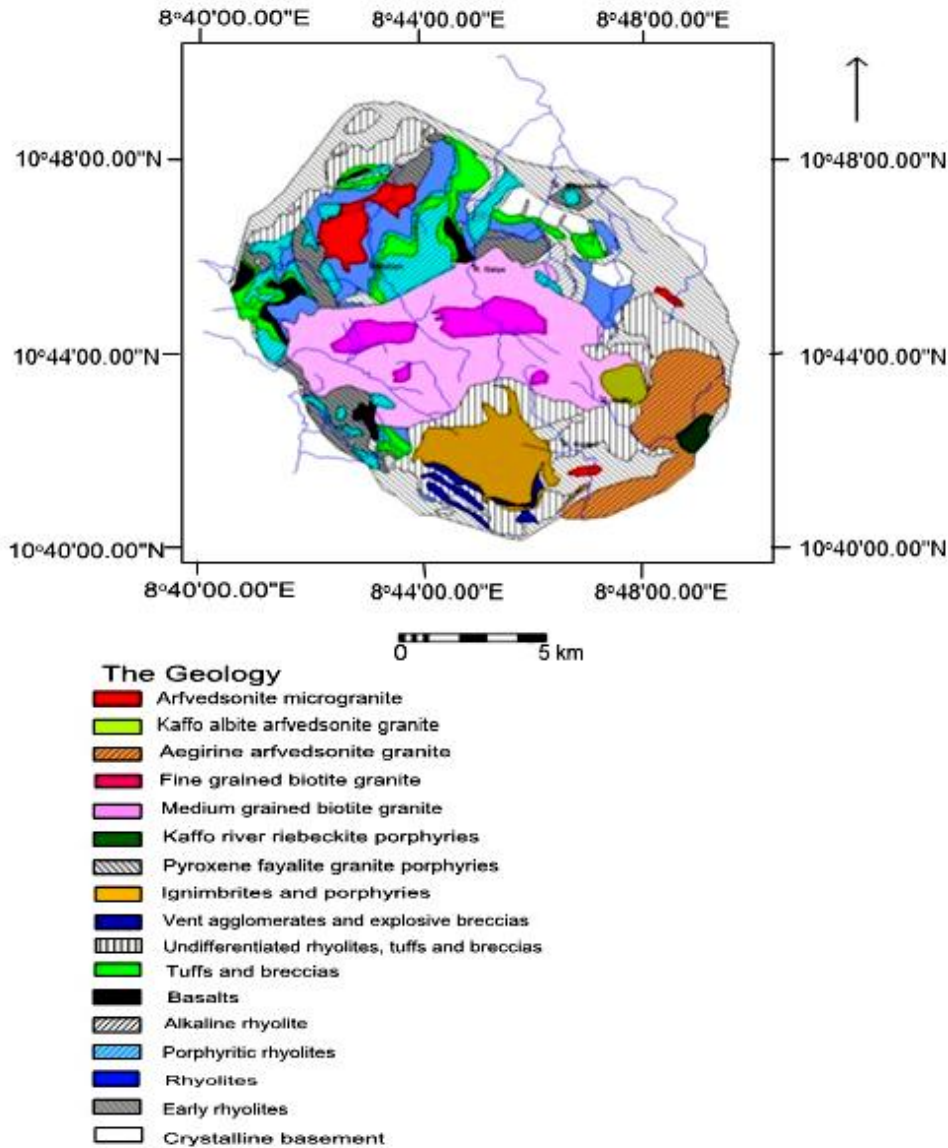 8°40'00.00"E 8°44'00.00"E 8°48'00.00"E
10°48'00.00"N 10°48'00.00"N
10°44'00.00"N 10°44'00.00"N
10°40'00.00"N 10°40'00.00"N
8°40'00.00"E 8°44'00.00"E 8°48'00.00"E
0 5 km
The Geology
Arfvedsonite microgranite
Kaffo albite arfvedsonite granite
Aegirine arfvedsonite granite
Fine grained biotite granite
Medium grained biotite granite
Kaffo river riebeckite porphyries
Pyroxene fayalite granite porphyries
Ignimbrites and porphyries
Vent agglomerates and explosive breccias
Undifferentiated rhyolites, tuffs and breccias
Tuffs and breccias
Basalts
Alkaline rhyolite
Porphyritic rhyolites
Rhyolites
Early rhyolites
Crystalline basement